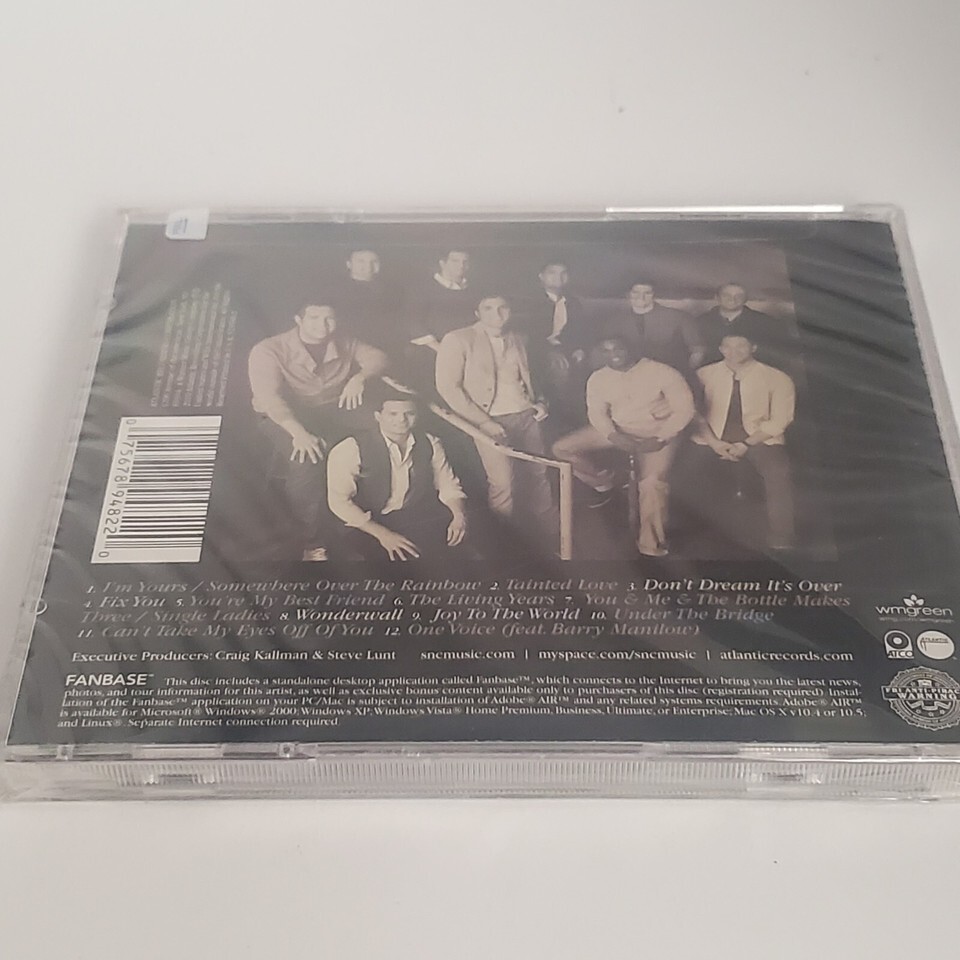 0 75678 94822 0
1. I'm Yours / Somewhere Over The Rainbow 2. Tainted Love 3. Don't Dream It's Over
4. Fix You 5. You're My Best Friend 6. The Living Years 7. You & Me & The Bottle Makes
Three / Single Ladies 8. Wonderwall 9. Joy To The World 10. Under The Bridge
11. Can't Take My Eyes Off Of You 12. One Voice (feat. Barry Manilow)
Executive Producers: Craig Kallman & Steve Lunt sncmusic.com | myspace.com/sncmusic | atlanticrecords.com
wmgreen
FANBASE™ This disc includes a standalone desktop application called Fanbase™, which connects to the Internet to bring you the latest news,
photos, and tour information for this artist, as well as exclusive bonus content available only to purchasers of this disc (registration required) Instal-
lation of the Fanbase™ application on your PC/Mac is subject to installation of Adobe® AIR™ and any related systems requirements. Adobe® AIR™
is available for Microsoft® Windows® 2000; Windows XP; Windows Vista® Home Premium, Business, Ultimate, or Enterprise; Mac OS X v10.4 or 10.5;
and Linux®. Separate Internet connection required.
FBI ANTI-PIRACY
WARNING